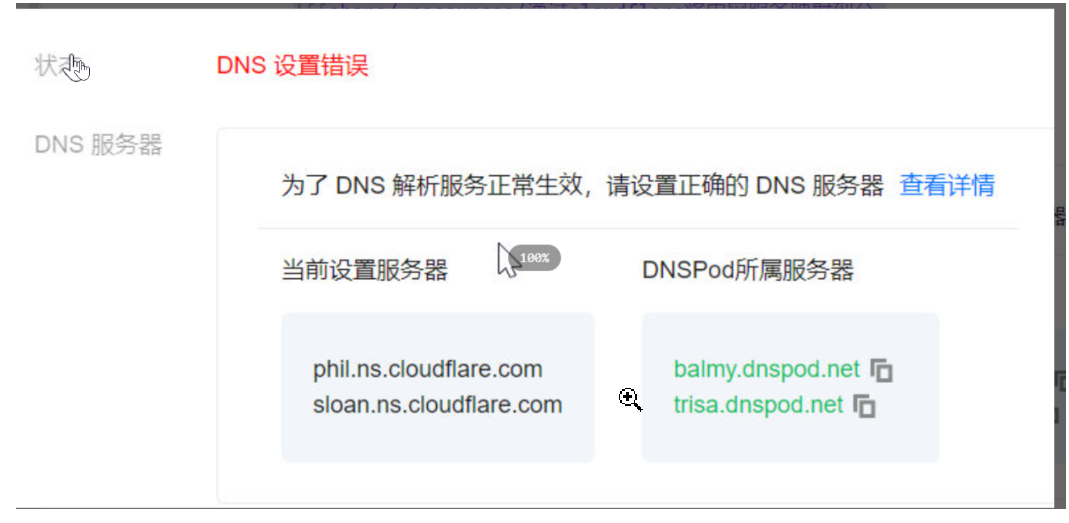 状态
DNS 设置错误
DNS 服务器
为了 DNS 解析服务正常生效，请设置正确的 DNS 服务器 查看详情
100%
当前设置服务器
DNSPod所属服务器
phil.ns.cloudflare.com
balmy.dnspod.net
sloan.ns.cloudflare.com
trisa.dnspod.net